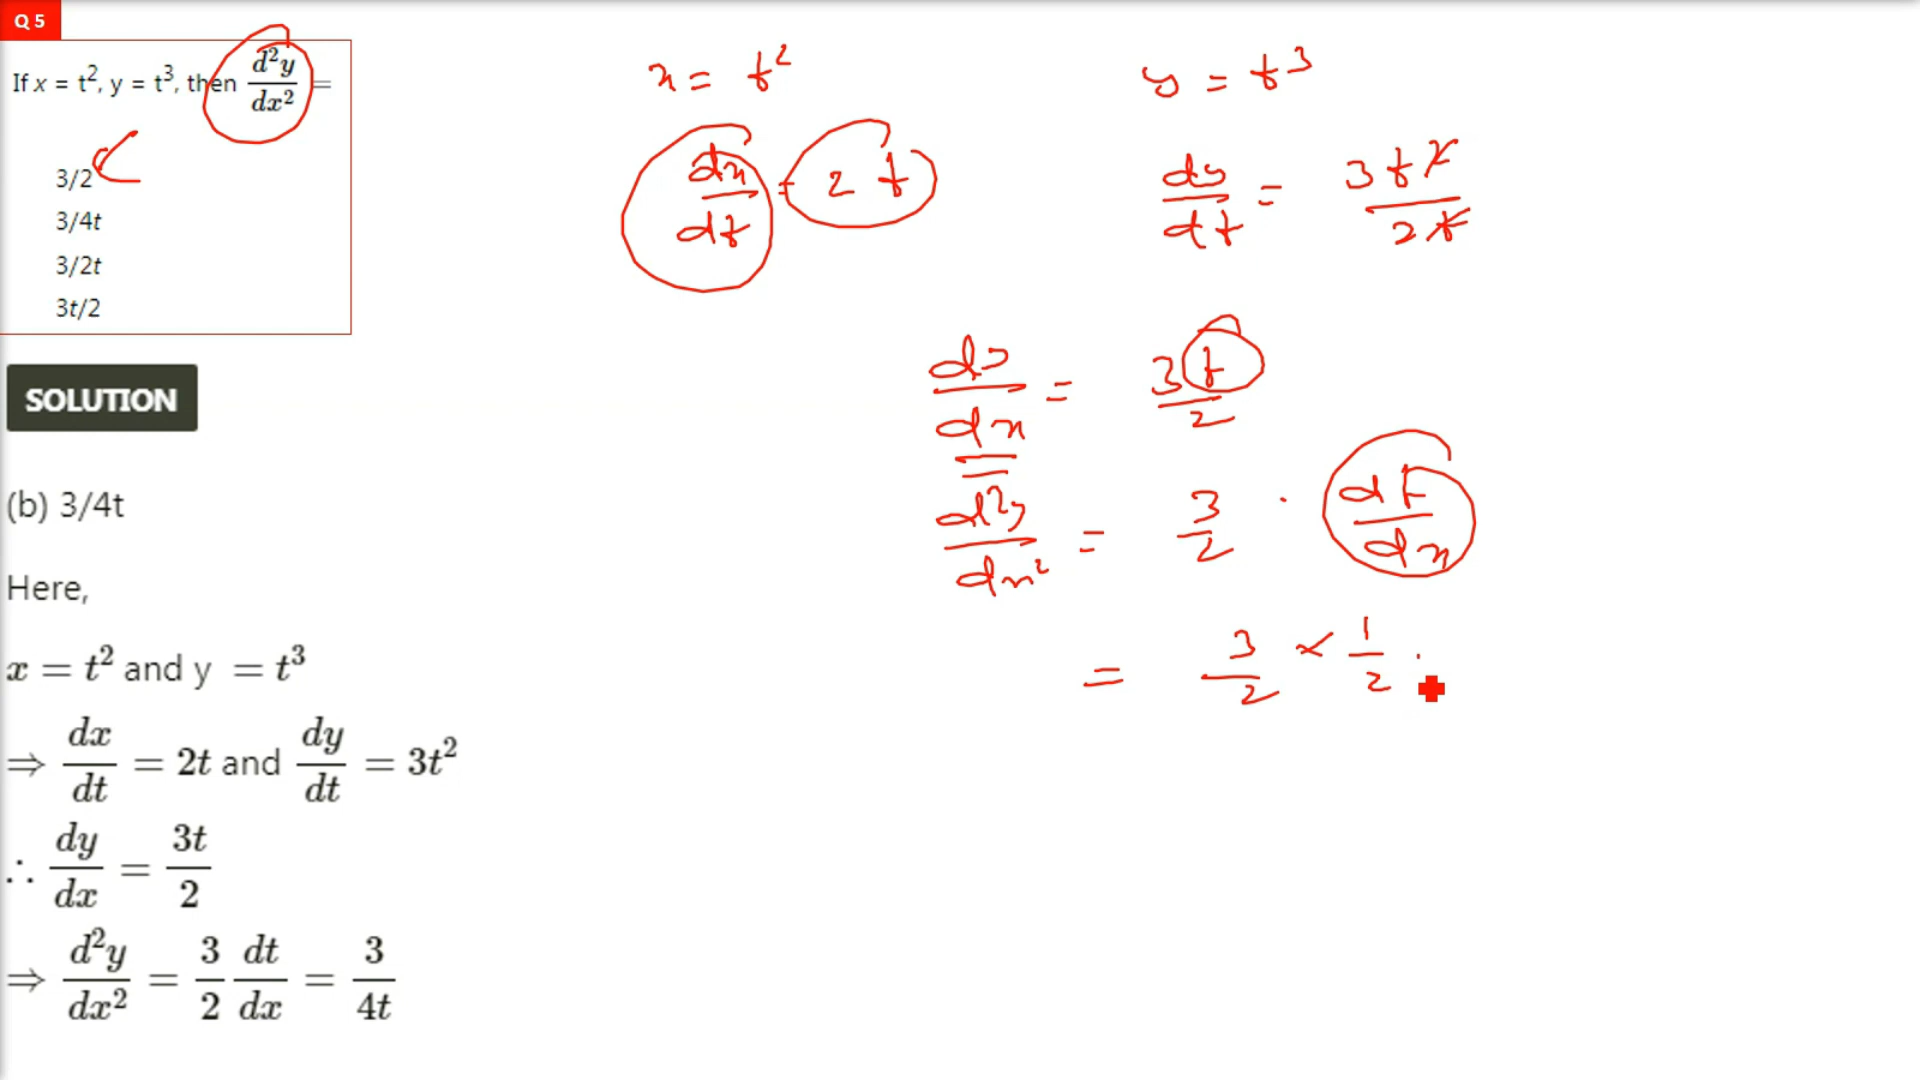 Q 5
If x = t², y = t³, then d²y/dx² =
3/2
3/4t
3/2t
3t/2
SOLUTION
(b) 3/4t
Here,
x = t² and y = t³
⇒ dx/dt = 2t and dy/dt = 3t²
∴ dy/dx = 3t/2
⇒ d²y/dx² = 3/2 dt/dx = 3/4t
x = t²
dx/dt = 2t
y = t³
dy/dt = 3t²/2t
dy/dx = 3t/2
d²y/dx² = 3/2 · dt/dx
= 3/2 × 1/2 ·